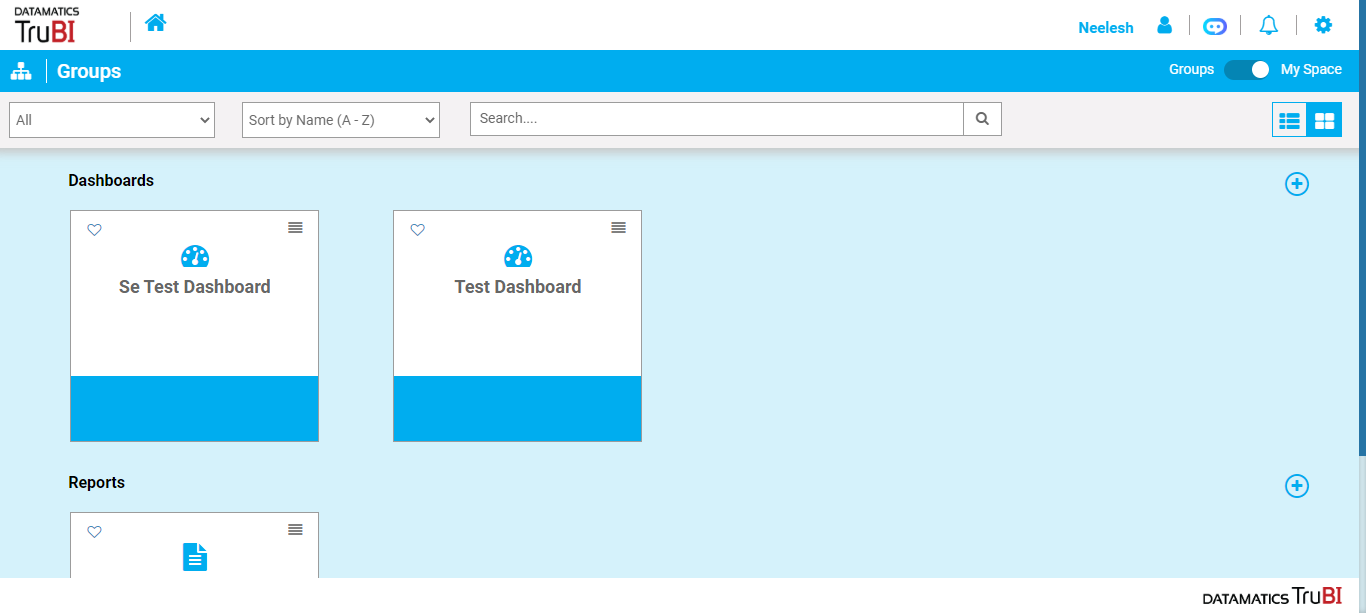 DATAMATICS
TruBI
Neelesh
Groups
Groups
My Space
All
Sort by Name (A - Z)
Search....
Dashboards
Se Test Dashboard
Test Dashboard
Reports
DATAMATICS TruBI